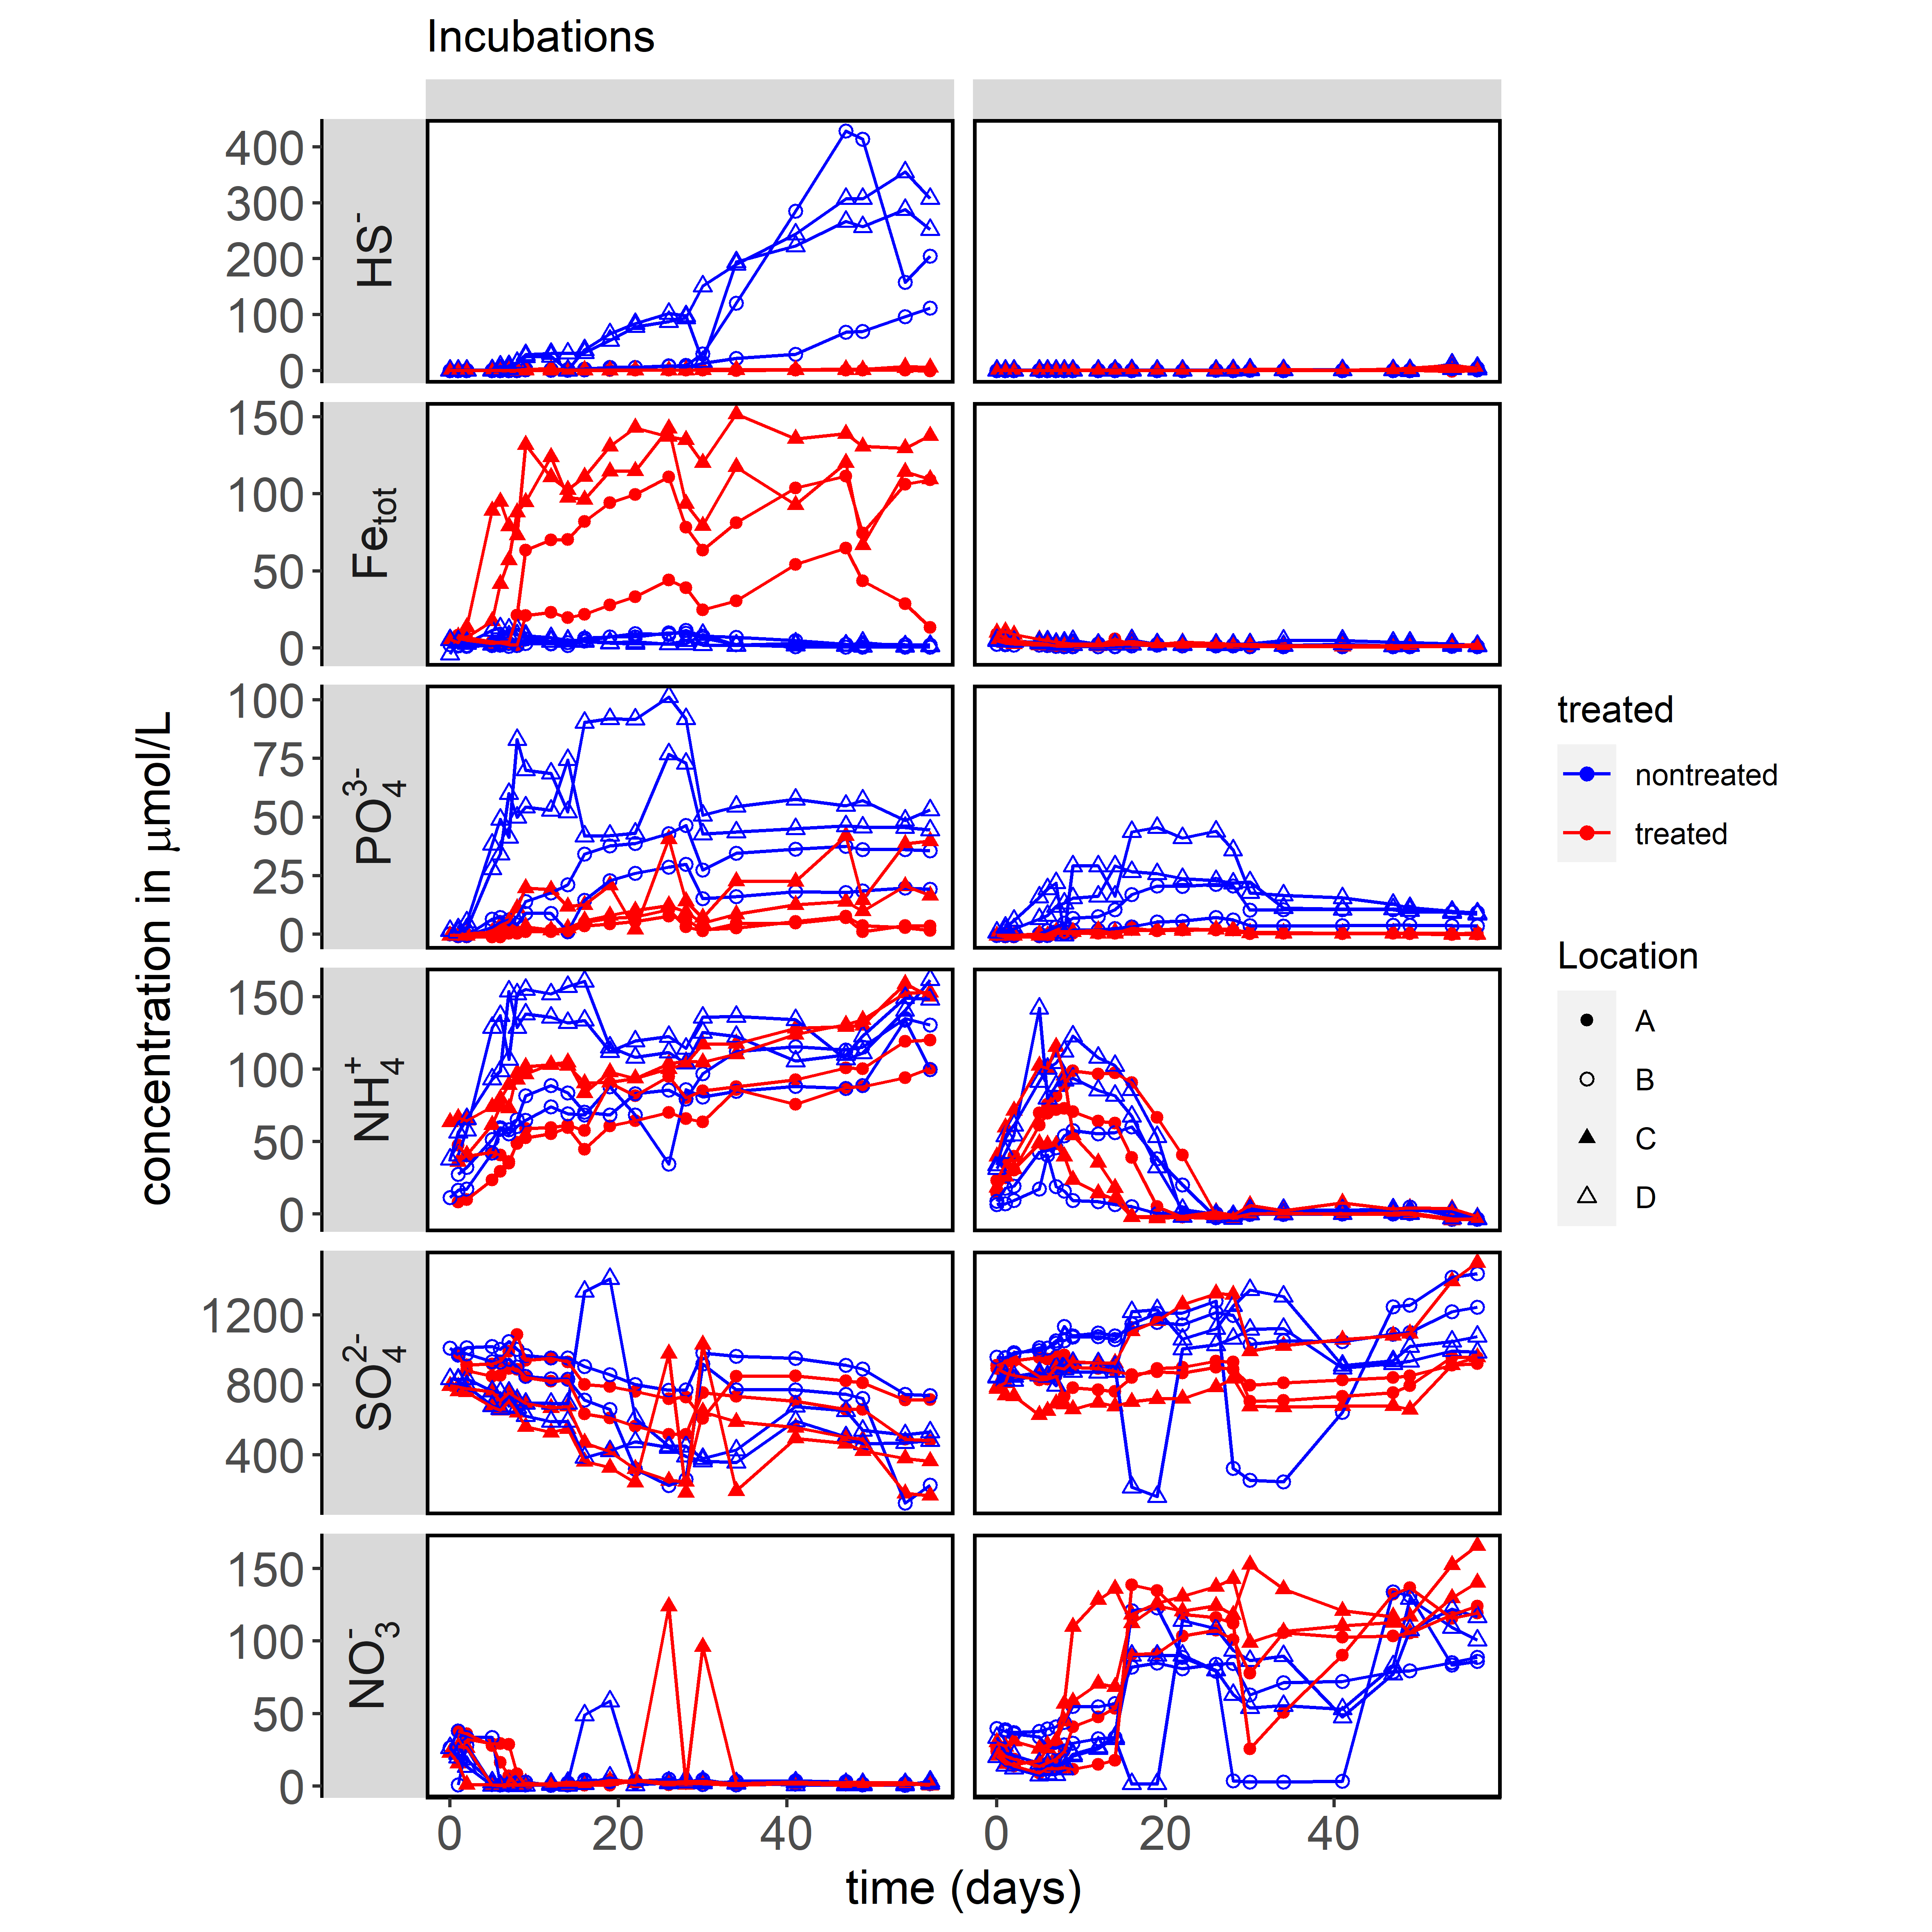 Incubations
HS⁻
400
300
200
100
0
Fe_tot
150
100
50
0
PO₄³⁻
100
75
50
25
0
NH₄⁺
150
100
50
0
SO₄²⁻
1200
800
400
NO₃⁻
150
100
50
0
0 20 40
0 20 40
time (days)
concentration in µmol/L
treated
nontreated
treated
Location
A
B
C
D